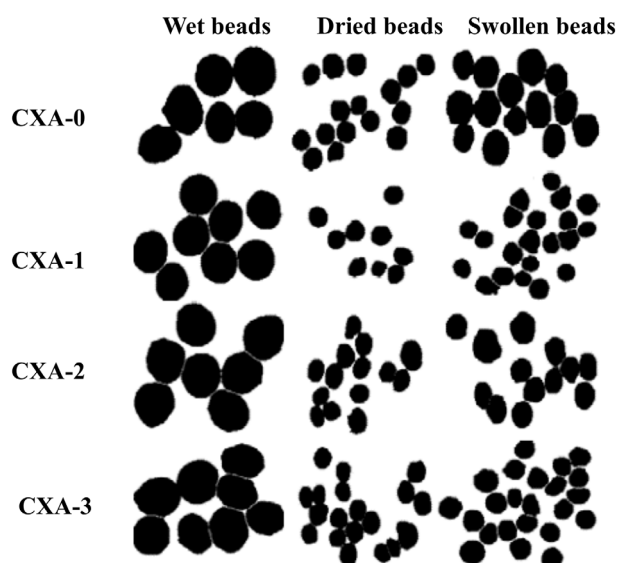 Wet beads Dried beads Swollen beads
CXA-0
CXA-1
CXA-2
CXA-3